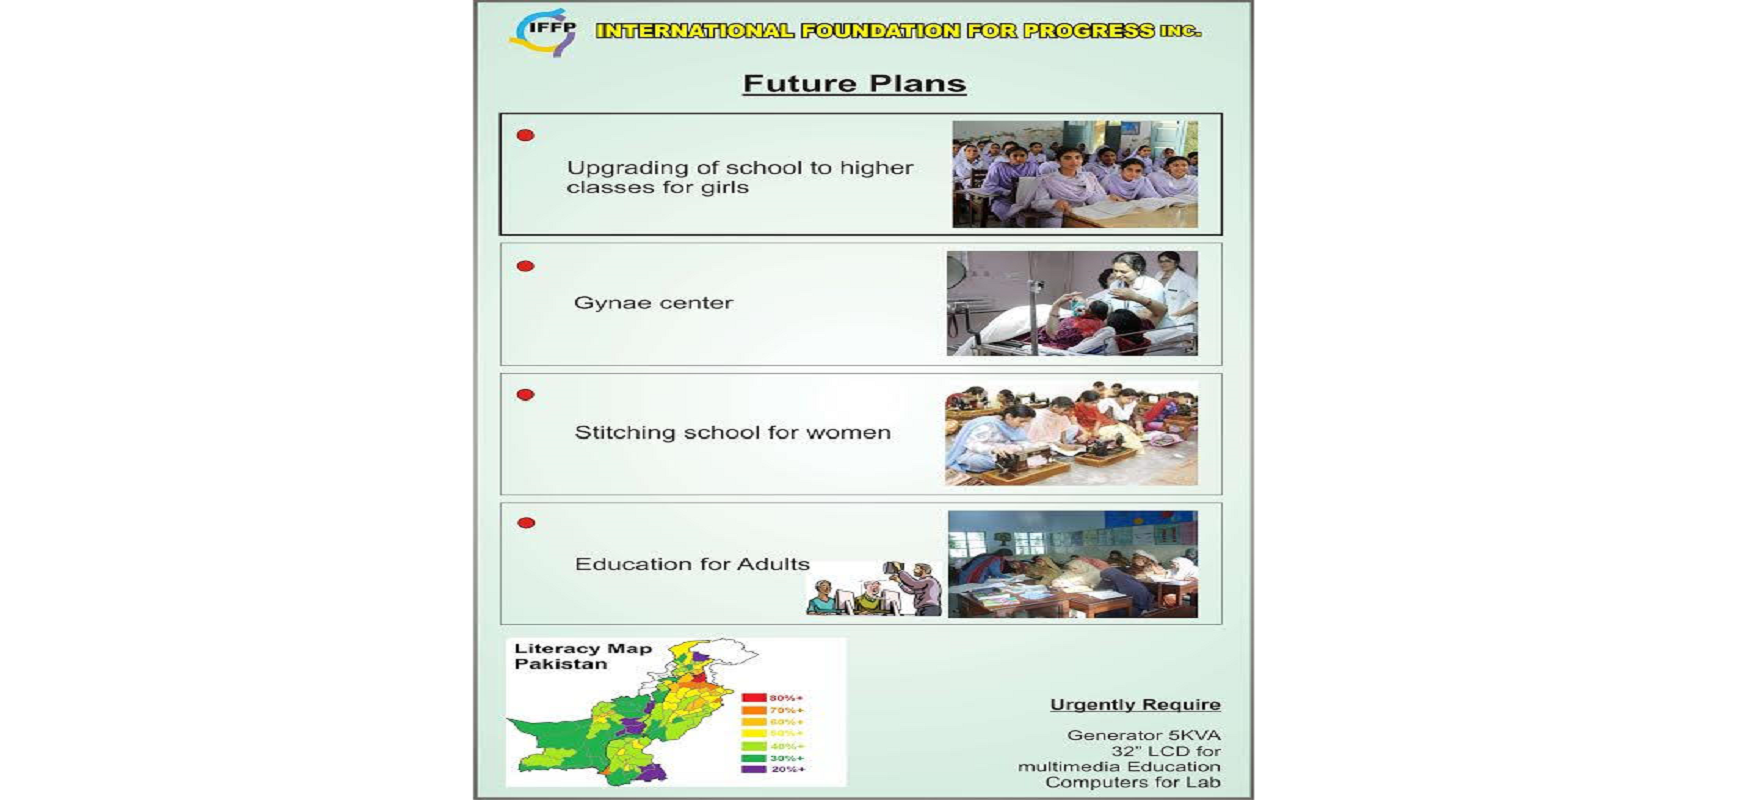 IFFP
INTERNATIONAL FOUNDATION FOR PROGRESS INC.
Future Plans
Upgrading of school to higher
classes for girls
Gynae center
Stitching school for women
Education for Adults
Literacy Map
Pakistan
80%+
70%+
60%+
50%+
40%+
30%+
20%+
Urgently Require
Generator 5KVA
32" LCD for
multimedia Education
Computers for Lab